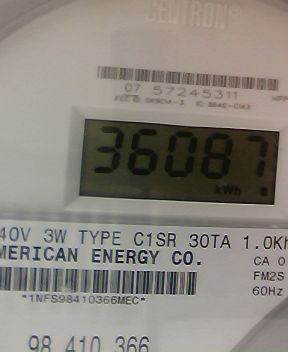 CENTRON®
07 57245311
36087
kWh
40V 3W TYPE C1SR 30TA 1.0Kh
MERICAN ENERGY CO.
CA 0
FM2S
60Hz
*1NFS98410366MEC*
98 410 366